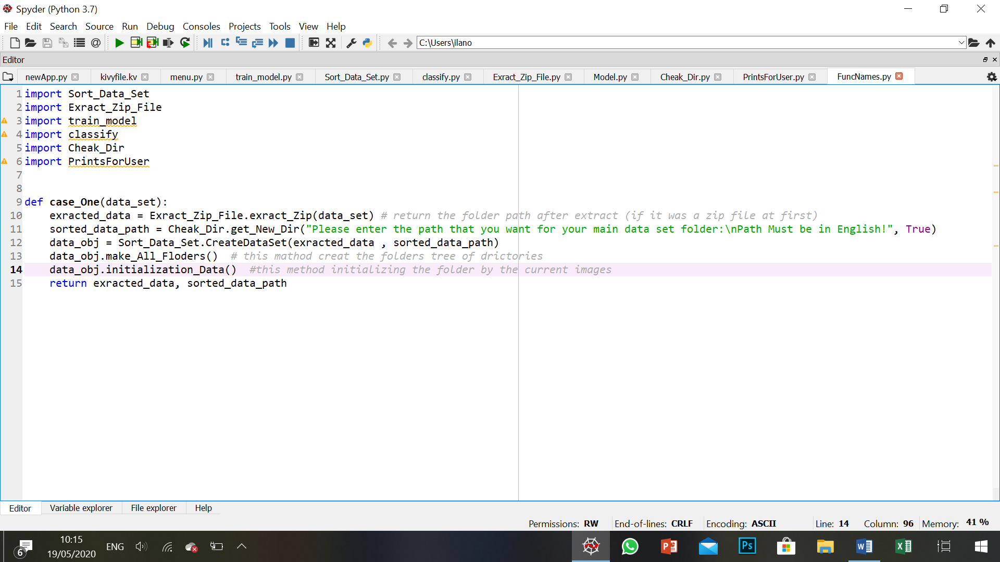 Spyder (Python 3.7)
File Edit Search Source Run Debug Consoles Projects Tools View Help
C:\Users\ilano
Editor
newApp.py kivyfile.kv menu.py train_model.py Sort_Data_Set.py classify.py Exract_Zip_File.py Model.py Cheak_Dir.py PrintsForUser.py FuncNames.py
1 import Sort_Data_Set
2 import Exract_Zip_File
3 import train_model
4 import classify
5 import Cheak_Dir
6 import PrintsForUser
7
8
9 def case_One(data_set):
10     exracted_data = Exract_Zip_File.exract_Zip(data_set) # return the folder path after extract (if it was a zip file at first)
11     sorted_data_path = Cheak_Dir.get_New_Dir("Please enter the path that you want for your main data set folder:\nPath Must be in English!", True)
12     data_obj = Sort_Data_Set.CreateDataSet(exracted_data , sorted_data_path)
13     data_obj.make_All_Floders()  # this mathod creat the folders tree of drictories
14     data_obj.initialization_Data()  #this method initializing the folder by the current images
15     return exracted_data, sorted_data_path
Editor Variable explorer File explorer Help
Permissions: RW End-of-lines: CRLF Encoding: ASCII Line: 14 Column: 96 Memory: 41 %
6 10:15 ENG
19/05/2020